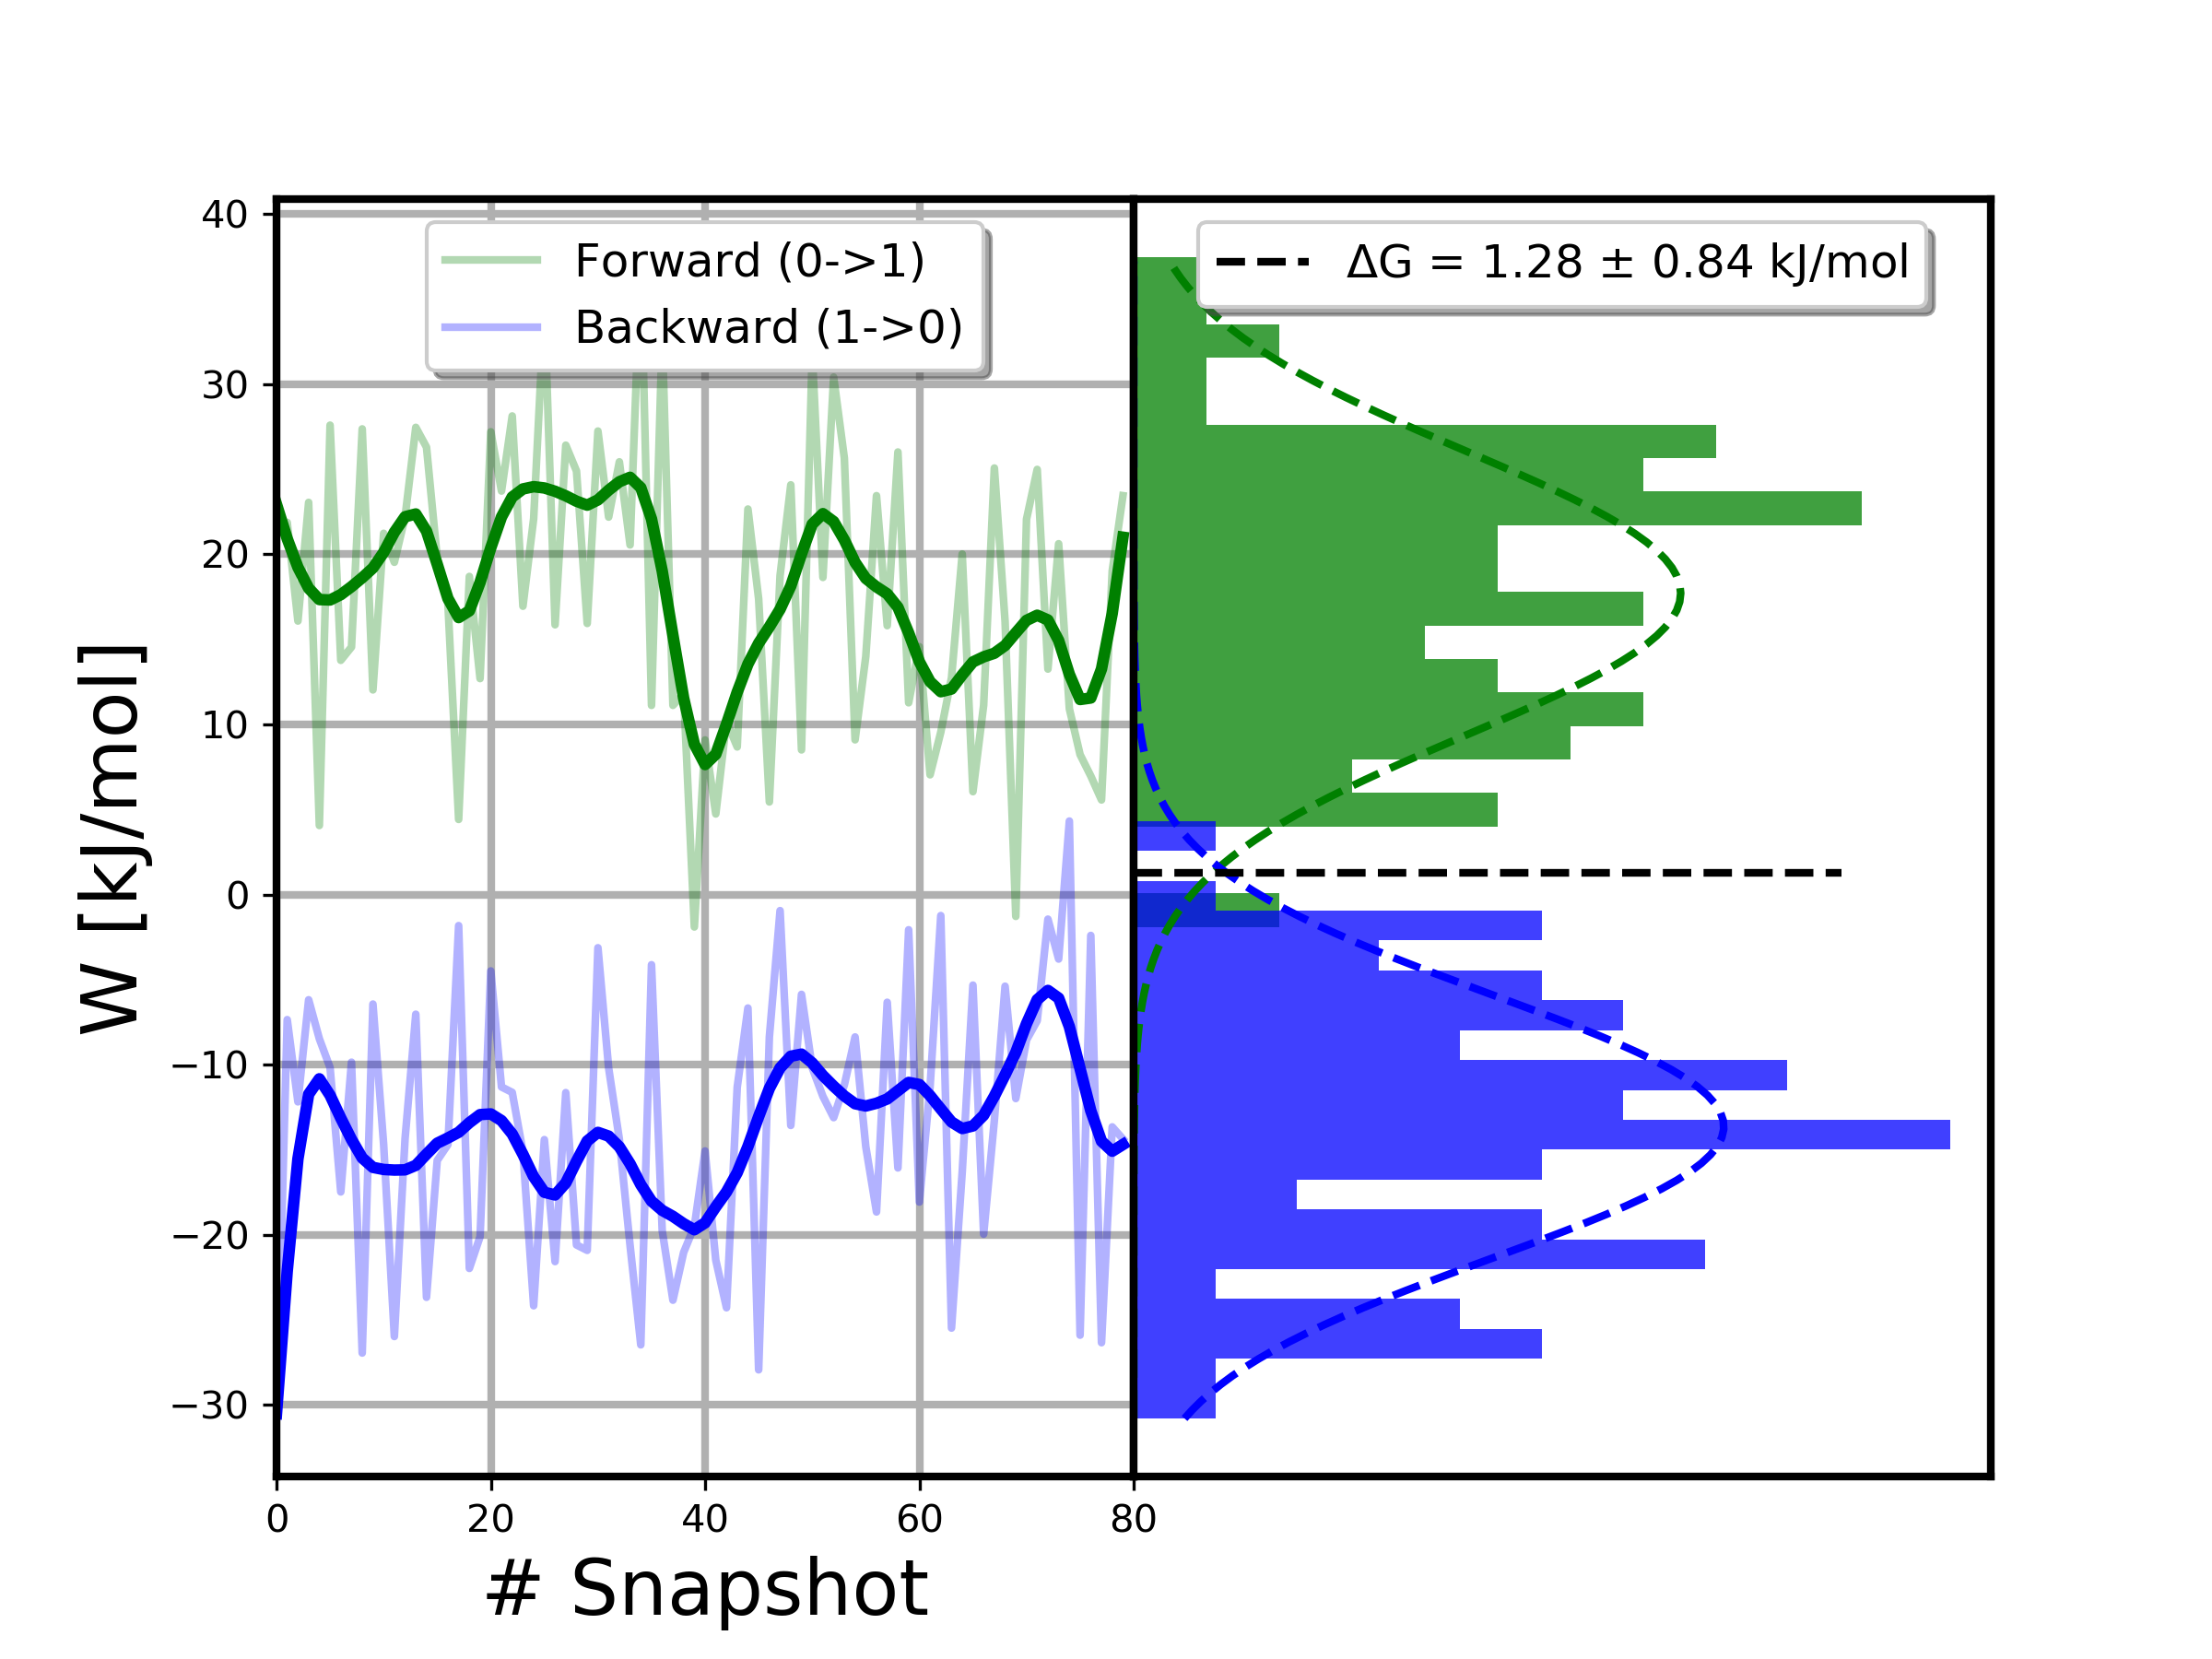 40
30
20
10
0
−10
−20
−30
W [kJ/mol]
Forward (0->1)
Backward (1->0)
ΔG = 1.28 ± 0.84 kJ/mol
0 20 40 60 80
# Snapshot